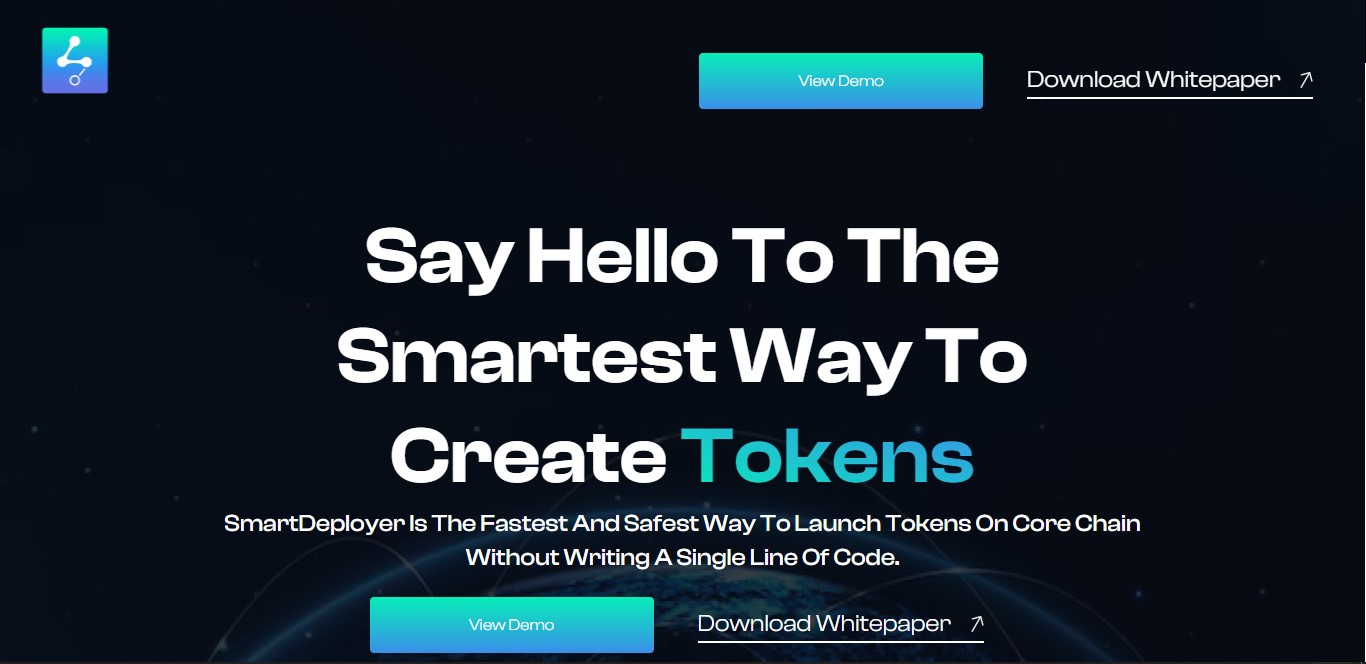 View Demo
Download Whitepaper
Say Hello To The
Smartest Way To
Create Tokens
SmartDeployer Is The Fastest And Safest Way To Launch Tokens On Core Chain
Without Writing A Single Line Of Code.
View Demo
Download Whitepaper